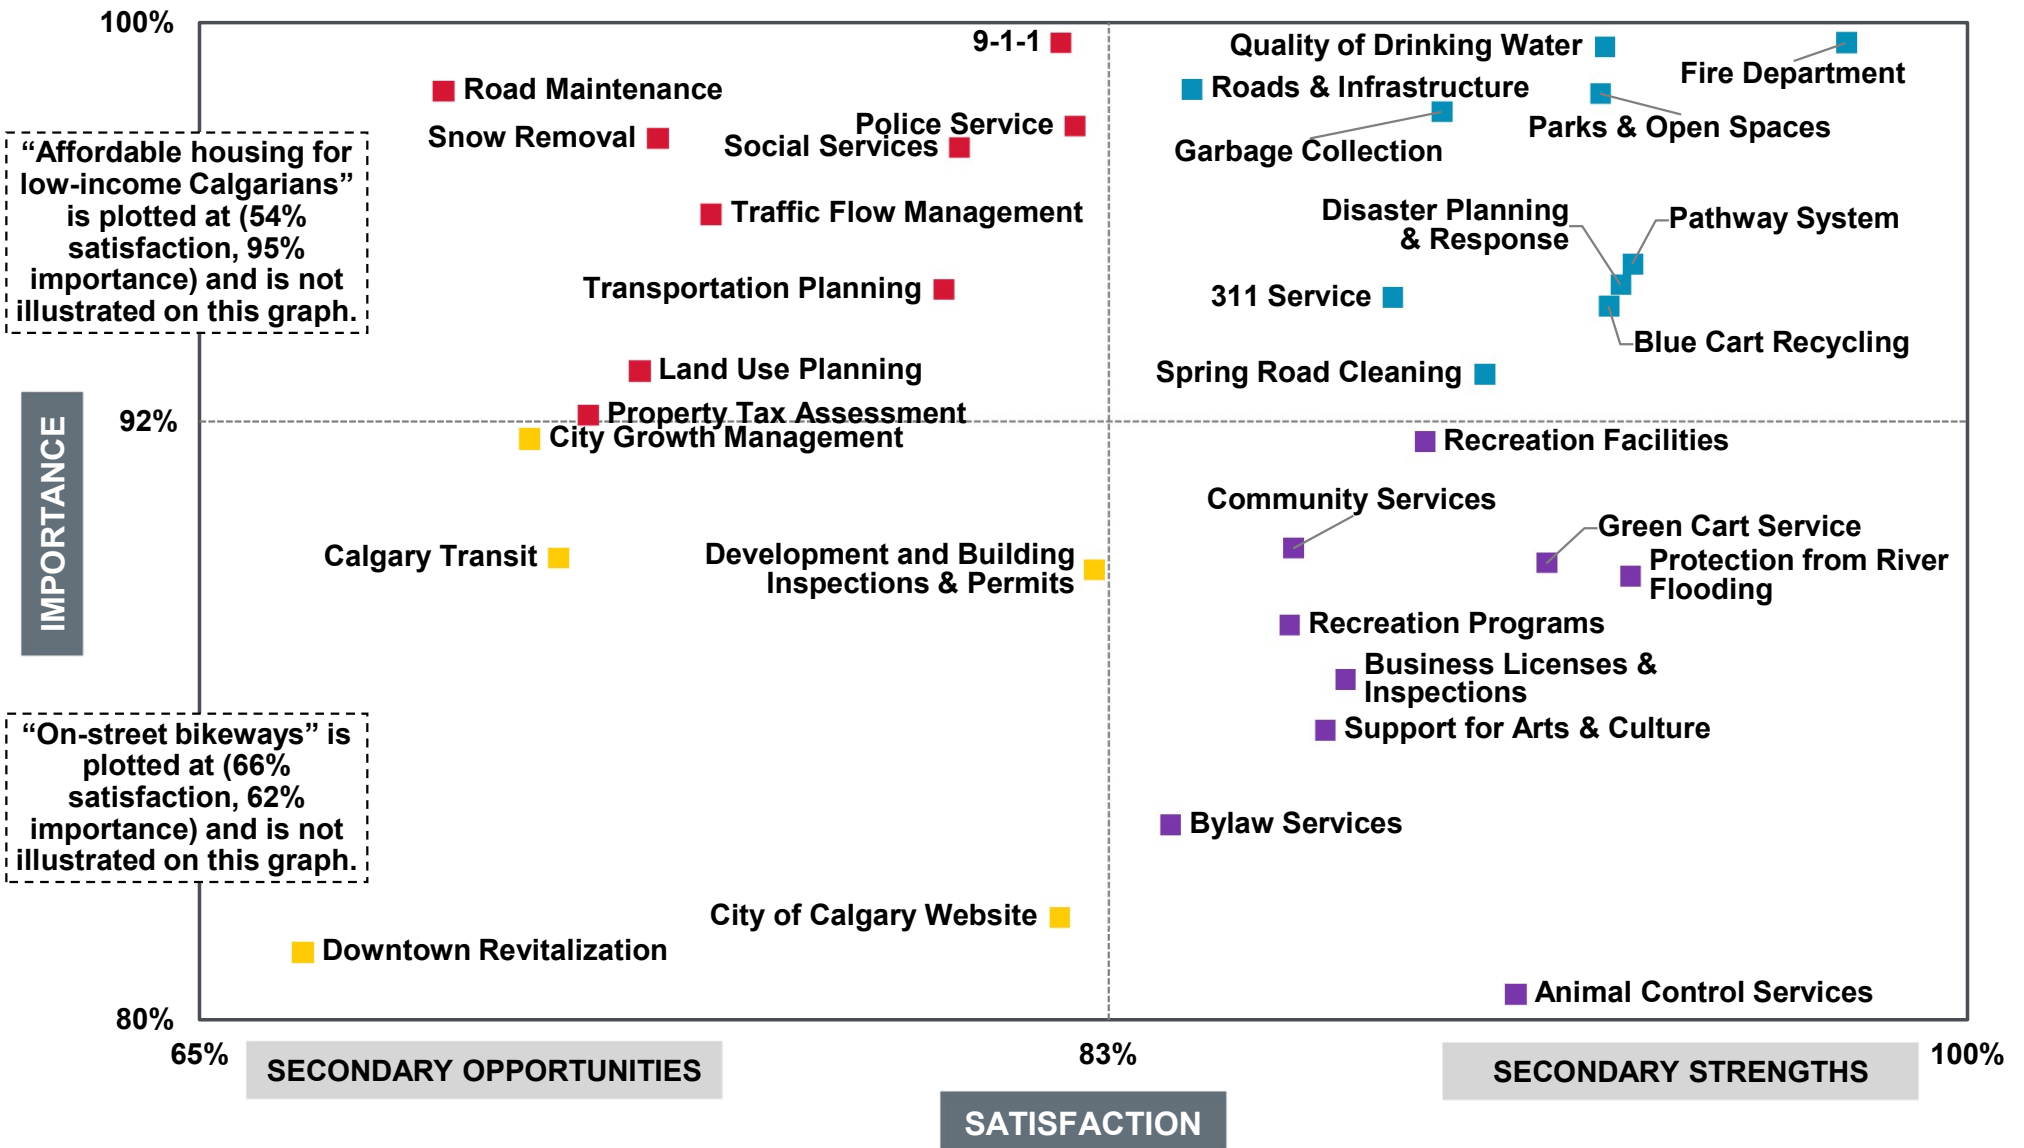 100%
9-1-1
Quality of Drinking Water
Fire Department
Road Maintenance
Roads & Infrastructure
Snow Removal
Police Service
Social Services
Parks & Open Spaces
Garbage Collection
“Affordable housing for
low-income Calgarians”
is plotted at (54%
satisfaction, 95%
importance) and is not
illustrated on this graph.
Traffic Flow Management
Disaster Planning
& Response
Pathway System
Transportation Planning
311 Service
Blue Cart Recycling
Land Use Planning
Spring Road Cleaning
92%
Property Tax Assessment
City Growth Management
Recreation Facilities
IMPORTANCE
Community Services
Green Cart Service
Calgary Transit
Development and Building
Inspections & Permits
Protection from River
Flooding
Recreation Programs
Business Licenses &
Inspections
Support for Arts & Culture
“On-street bikeways” is
plotted at (66%
satisfaction, 62%
importance) and is not
illustrated on this graph.
Bylaw Services
City of Calgary Website
Downtown Revitalization
Animal Control Services
80%
65%
83%
100%
SECONDARY OPPORTUNITIES
SECONDARY STRENGTHS
SATISFACTION